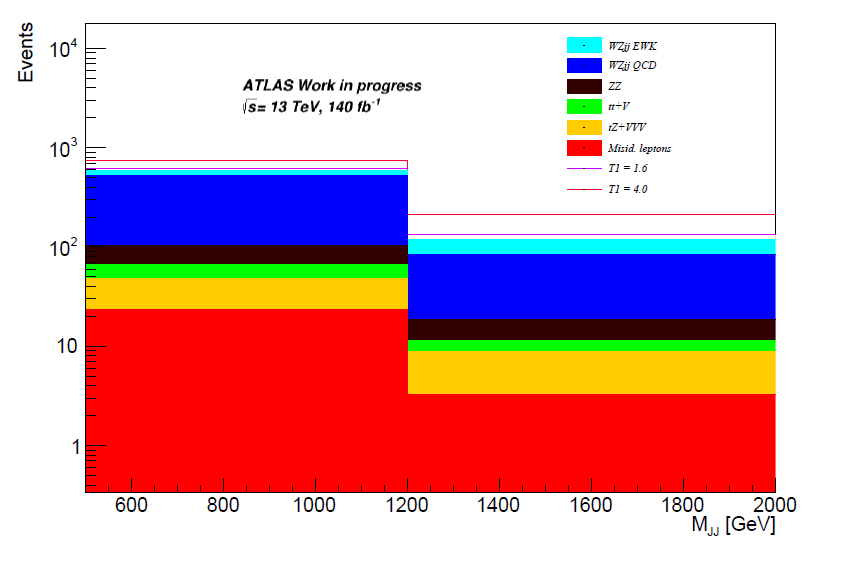 Events
10⁴
10³
10²
10
1
ATLAS Work in progress
√s= 13 TeV, 140 fb⁻¹
WZjj EWK
WZjj QCD
ZZ
tt+V
tZ+VVV
Misid. leptons
T1 = 1.6
T1 = 4.0
600 800 1000 1200 1400 1600 1800 2000
M_JJ [GeV]